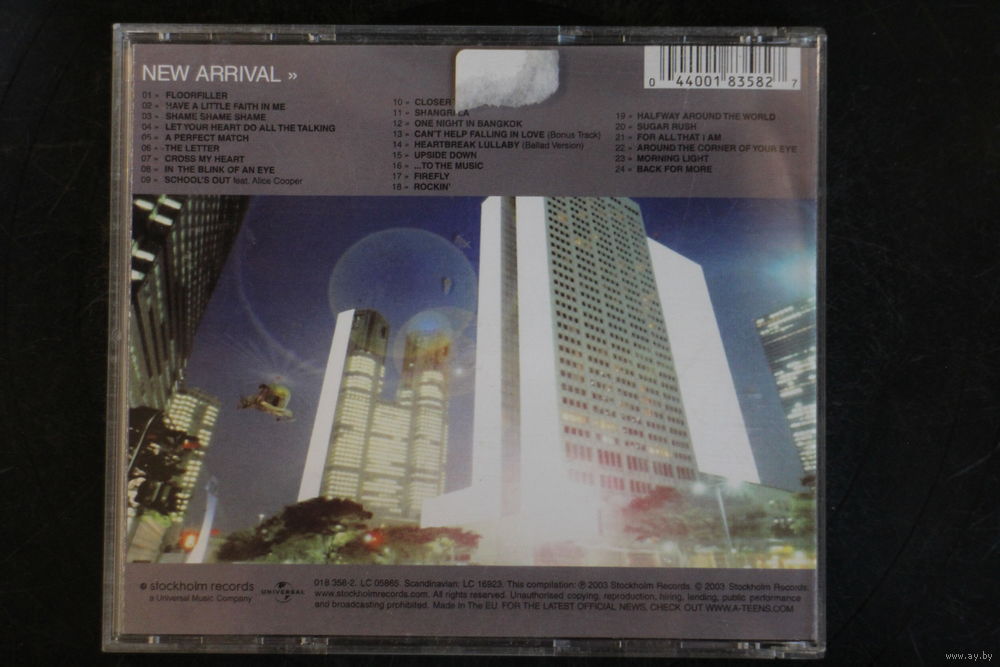 NEW ARRIVAL »
01 » FLOORFILLER
02 » HAVE A LITTLE FAITH IN ME
03 » SHAME SHAME SHAME
04 » LET YOUR HEART DO ALL THE TALKING
05 » A PERFECT MATCH
06 » THE LETTER
07 » CROSS MY HEART
08 » IN THE BLINK OF AN EYE
09 » SCHOOL'S OUT feat. Alice Cooper
10 » CLOSER
11 » SHANGRI-LA
12 » ONE NIGHT IN BANGKOK
13 » CAN'T HELP FALLING IN LOVE (Bonus Track)
14 » HEARTBREAK LULLABY (Ballad Version)
15 » UPSIDE DOWN
16 » ...TO THE MUSIC
17 » FIREFLY
18 » ROCKIN'
19 » HALFWAY AROUND THE WORLD
20 » SUGAR RUSH
21 » FOR ALL THAT I AM
22 » AROUND THE CORNER OF YOUR EYE
23 » MORNING LIGHT
24 » BACK FOR MORE
0 44001 83582 7
stockholm records
a Universal Music Company
UNIVERSAL
018 358-2. LC 05865. Scandinavian: LC 16923. This compilation: ℗ 2003 Stockholm Records. © 2003. Stockholm Records.
www.stockholmrecords.com. All rights reserved. Unauthorised copying, reproduction, hiring, lending, public performance
and broadcasting prohibited. Made in The EU. FOR THE LATEST OFFICIAL NEWS, CHECK OUT WWW.A-TEENS.COM
www.ay.by